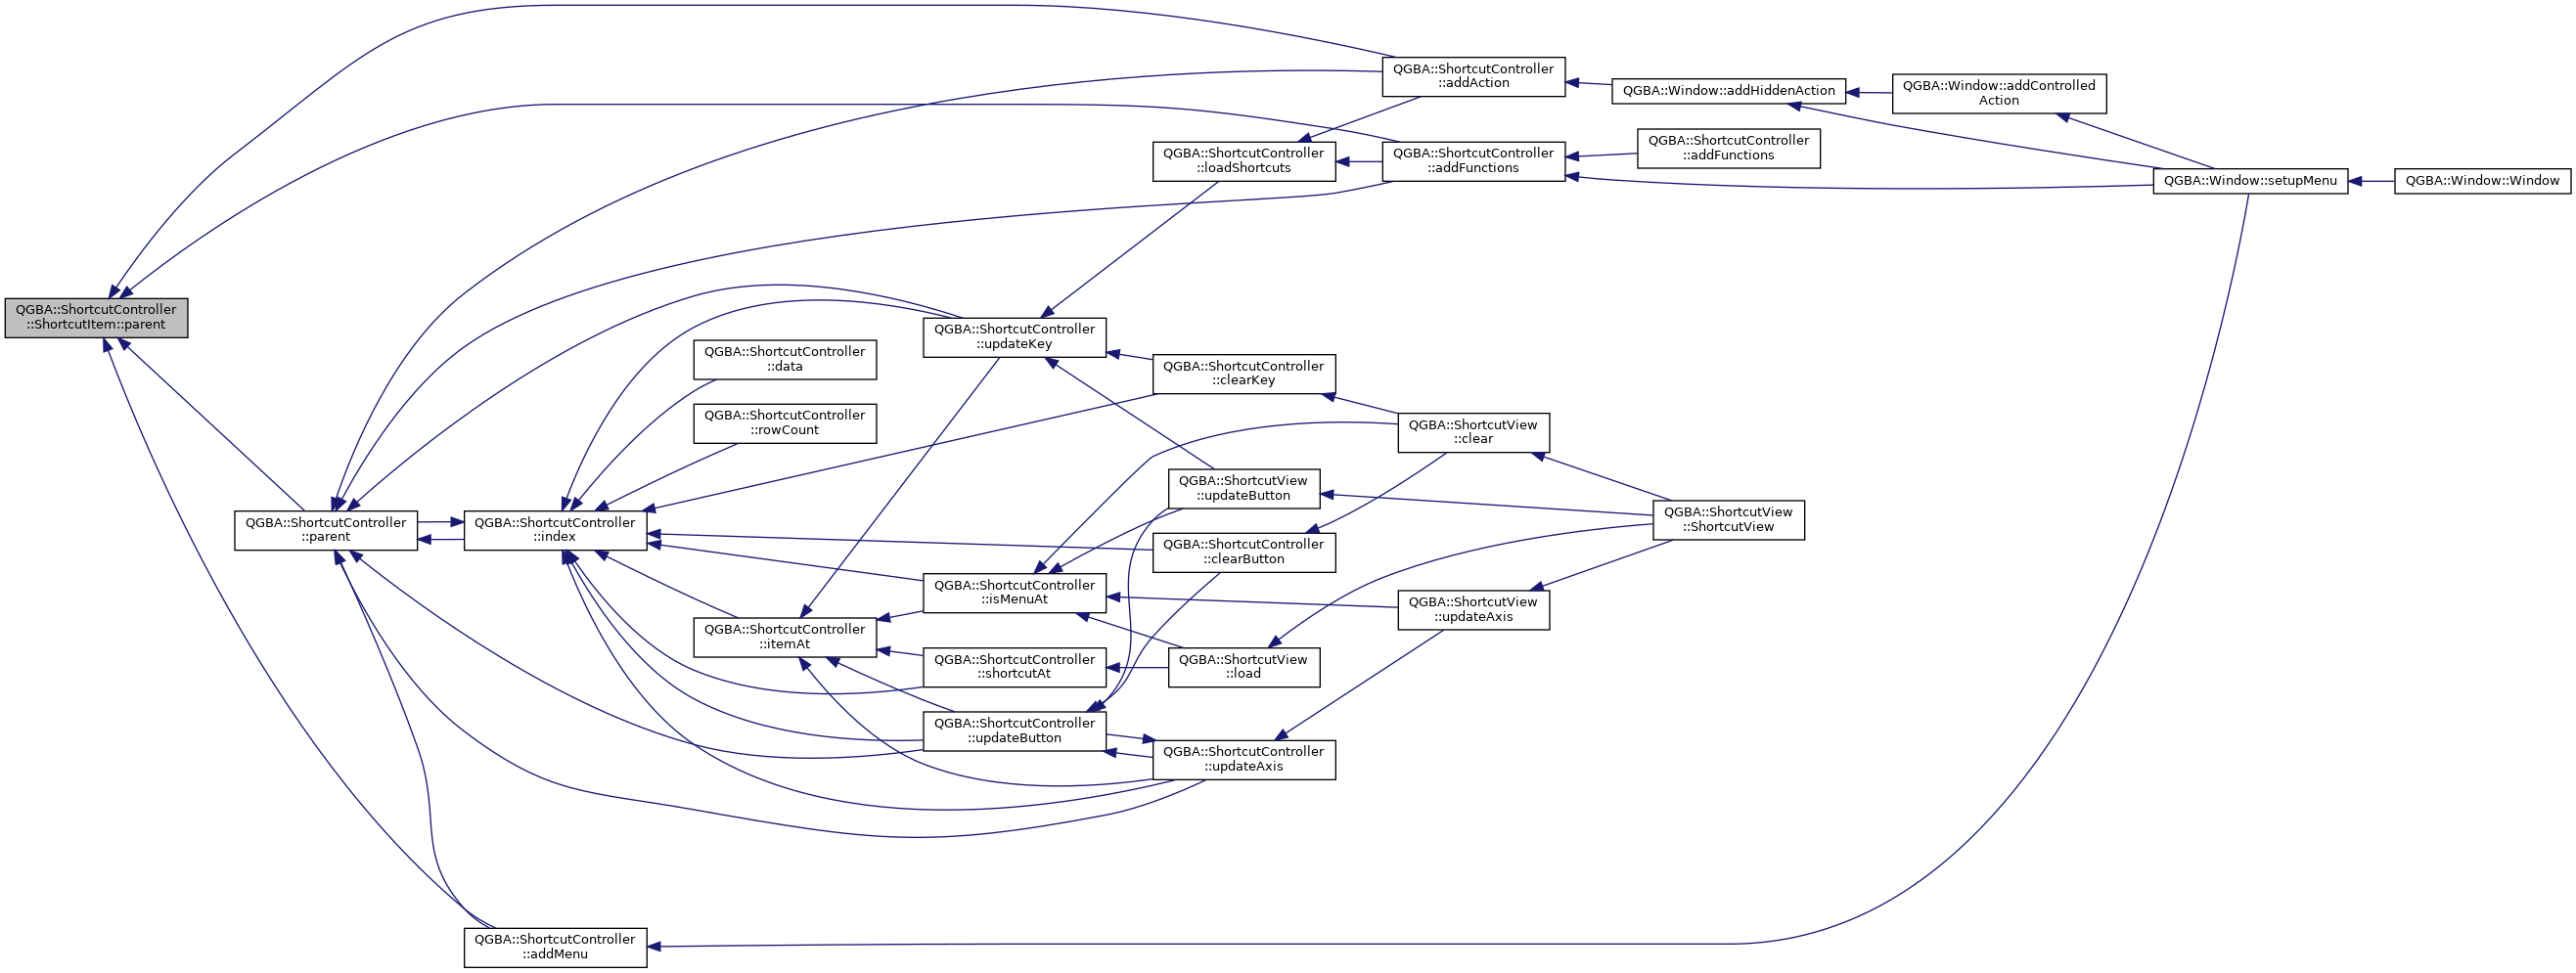 QGBA::ShortcutController
::ShortcutItem::parent
QGBA::ShortcutController
::parent
QGBA::ShortcutController
::index
QGBA::ShortcutController
::addMenu
QGBA::ShortcutController
::data
QGBA::ShortcutController
::rowCount
QGBA::ShortcutController
::itemAt
QGBA::ShortcutController
::updateKey
QGBA::ShortcutController
::isMenuAt
QGBA::ShortcutController
::shortcutAt
QGBA::ShortcutController
::updateButton
QGBA::ShortcutController
::loadShortcuts
QGBA::ShortcutController
::clearKey
QGBA::ShortcutView
::updateButton
QGBA::ShortcutController
::clearButton
QGBA::ShortcutView
::load
QGBA::ShortcutController
::updateAxis
QGBA::ShortcutController
::addAction
QGBA::ShortcutController
::addFunctions
QGBA::ShortcutView
::clear
QGBA::ShortcutView
::updateAxis
QGBA::Window::addHiddenAction
QGBA::ShortcutController
::addFunctions
QGBA::ShortcutView
::ShortcutView
QGBA::Window::addControlled
Action
QGBA::Window::setupMenu
QGBA::Window::Window